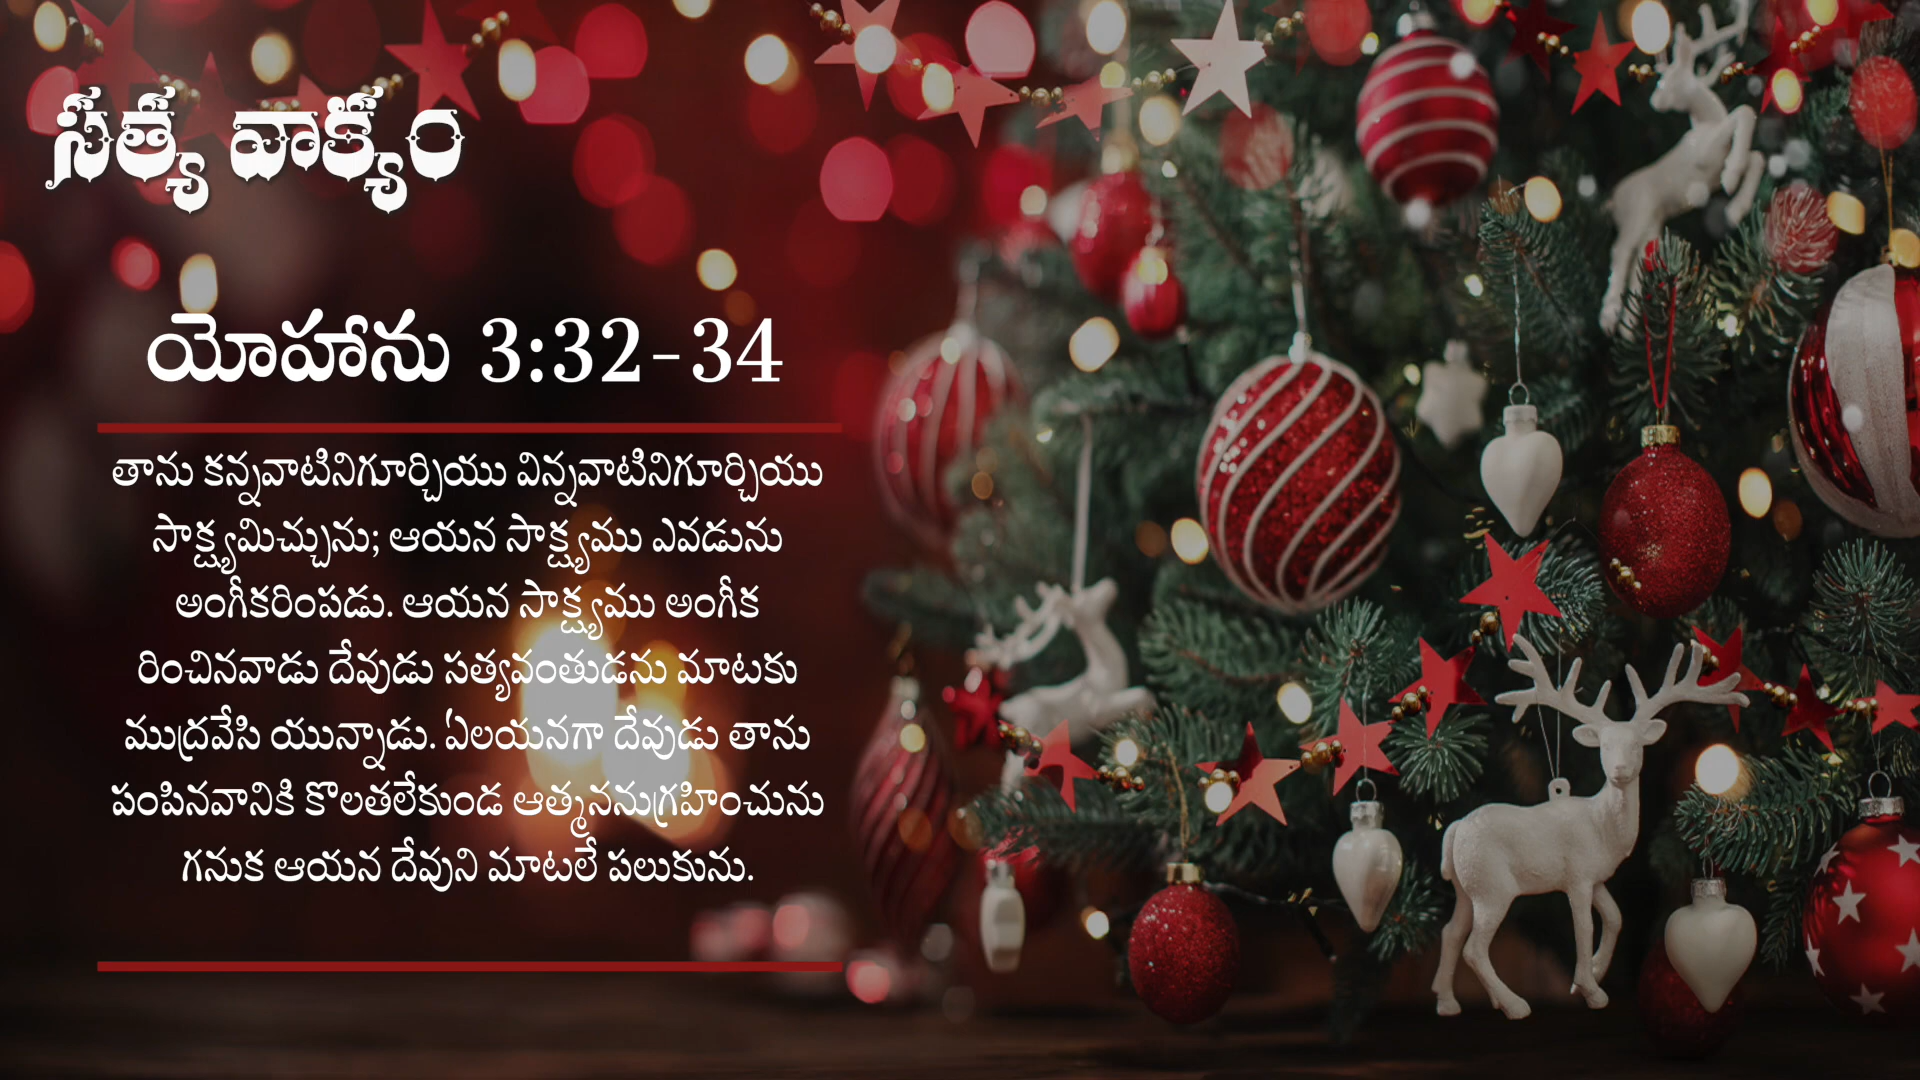 సత్య వాక్యం
యోహాను 3:32-34
తాను కన్నవాటినిగూర్చియు విన్నవాటినిగూర్చియు
సాక్ష్యమిచ్చును; ఆయన సాక్ష్యము ఎవడును
అంగీకరింపడు. ఆయన సాక్ష్యము అంగీక
రించినవాడు దేవుడు సత్యవంతుడను మాటకు
ముద్రవేసి యున్నాడు. ఏలయనగా దేవుడు తాను
పంపినవానికి కొలతలేకుండ ఆత్మననుగ్రహించును
గనుక ఆయన దేవుని మాటలే పలుకును.